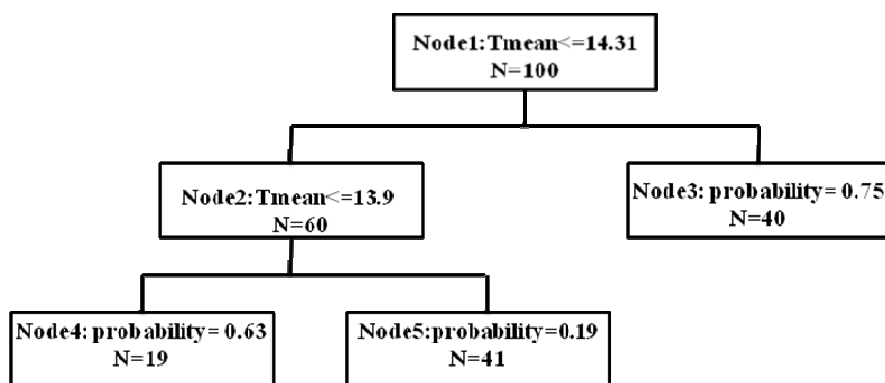 Node1:Tmean<=14.31
N=100
Node2:Tmean<=13.9
N=60
Node3: probability= 0.75
N=40
Node4: probability= 0.63
N=19
Node5:probability=0.19
N=41